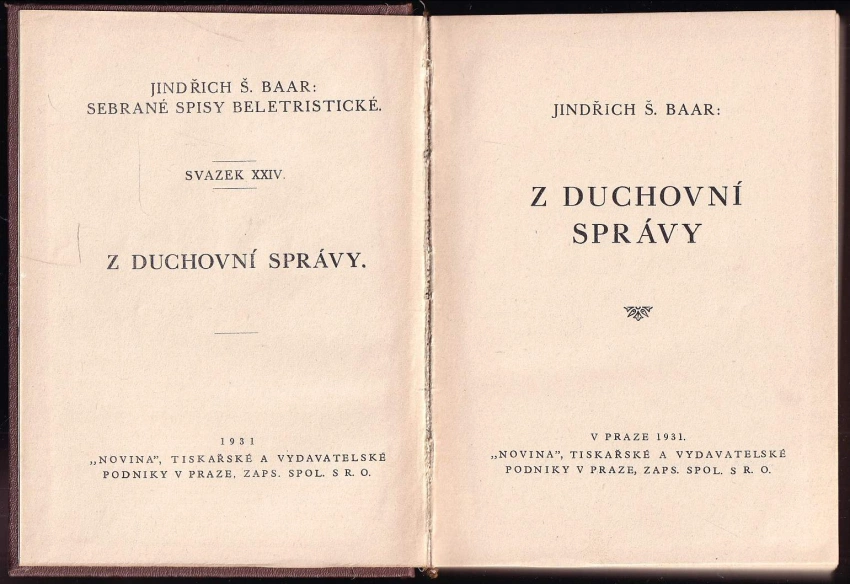 JINDŘICH Š. BAAR:
SEBRANÉ SPISY BELETRISTICKÉ.
SVAZEK XXIV.
Z DUCHOVNÍ SPRÁVY.
1931
„NOVINA”, TISKAŘSKÉ A VYDAVATELSKÉ
PODNIKY V PRAZE, ZAPS. SPOL. S R. O.
JINDŘICH Š. BAAR:
Z DUCHOVNÍ
SPRÁVY
V PRAZE 1931.
„NOVINA”, TISKAŘSKÉ A VYDAVATELSKÉ
PODNIKY V PRAZE, ZAPS. SPOL. S R. O.